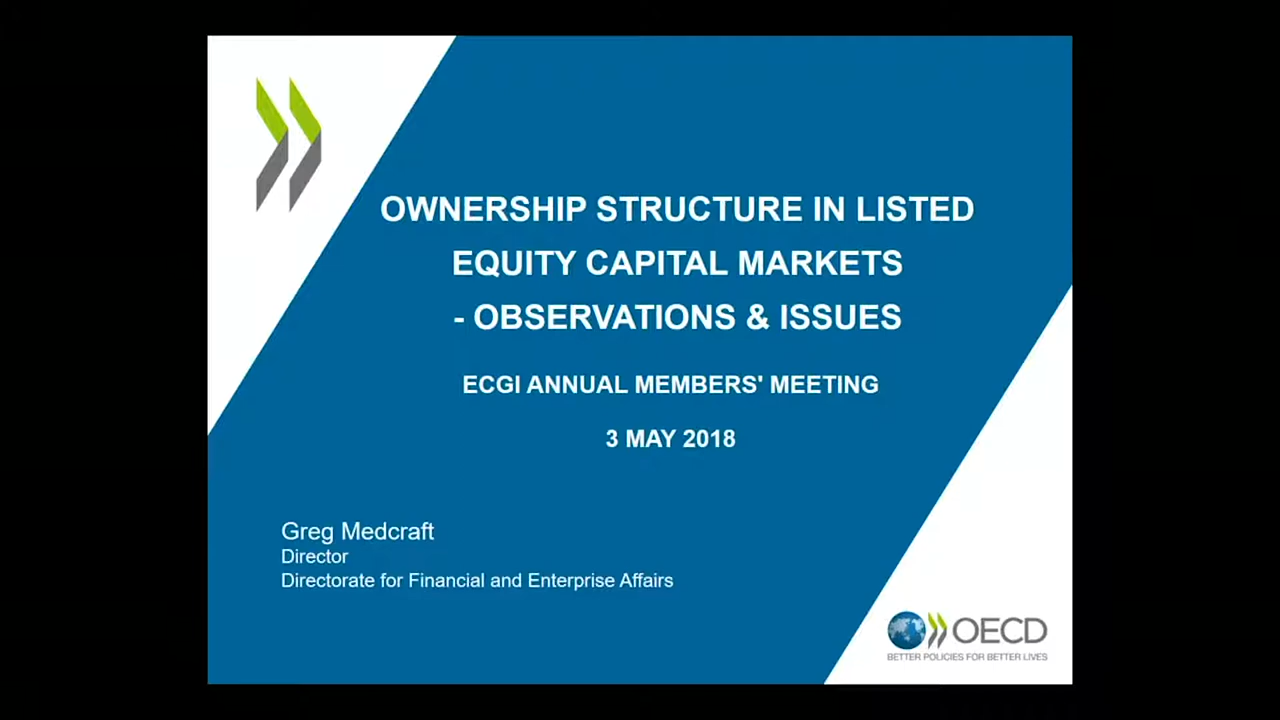 OWNERSHIP STRUCTURE IN LISTED
EQUITY CAPITAL MARKETS
- OBSERVATIONS & ISSUES
ECGI ANNUAL MEMBERS' MEETING
3 MAY 2018
Greg Medcraft
Director
Directorate for Financial and Enterprise Affairs
OECD
BETTER POLICIES FOR BETTER LIVES